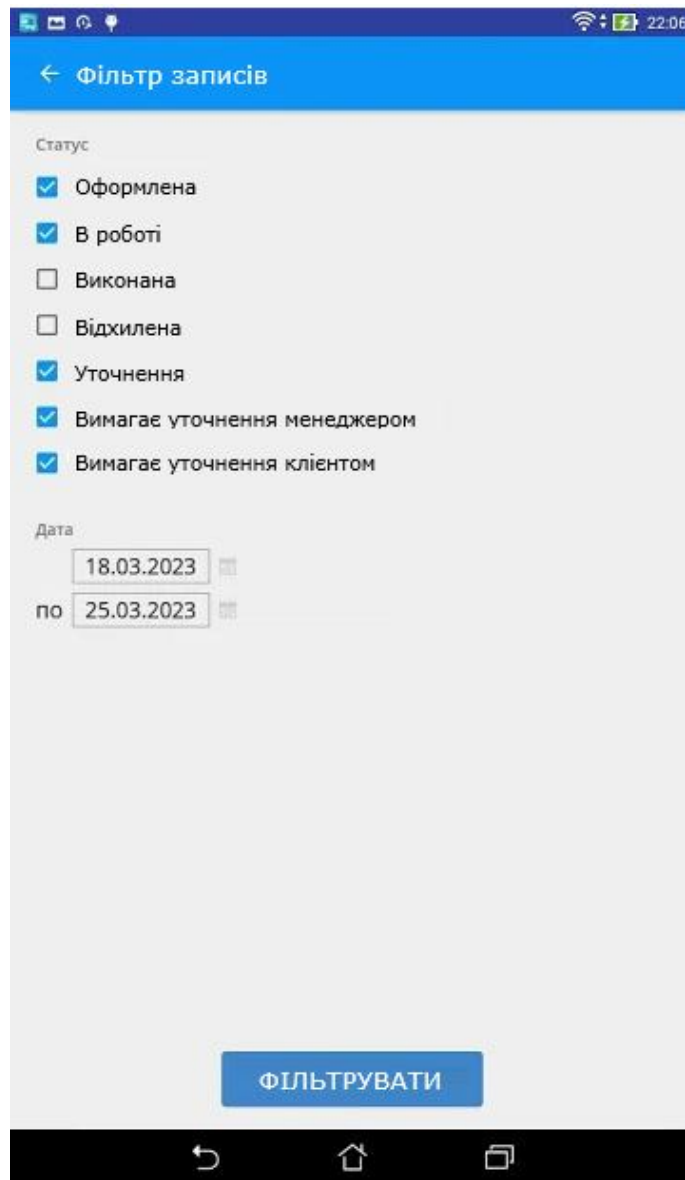 22:06
Фільтр записів
Статус
Оформлена
В роботі
Виконана
Відхилена
Уточнення
Вимагає уточнення менеджером
Вимагає уточнення клієнтом
Дата
18.03.2023
по 25.03.2023
ФІЛЬТРУВАТИ